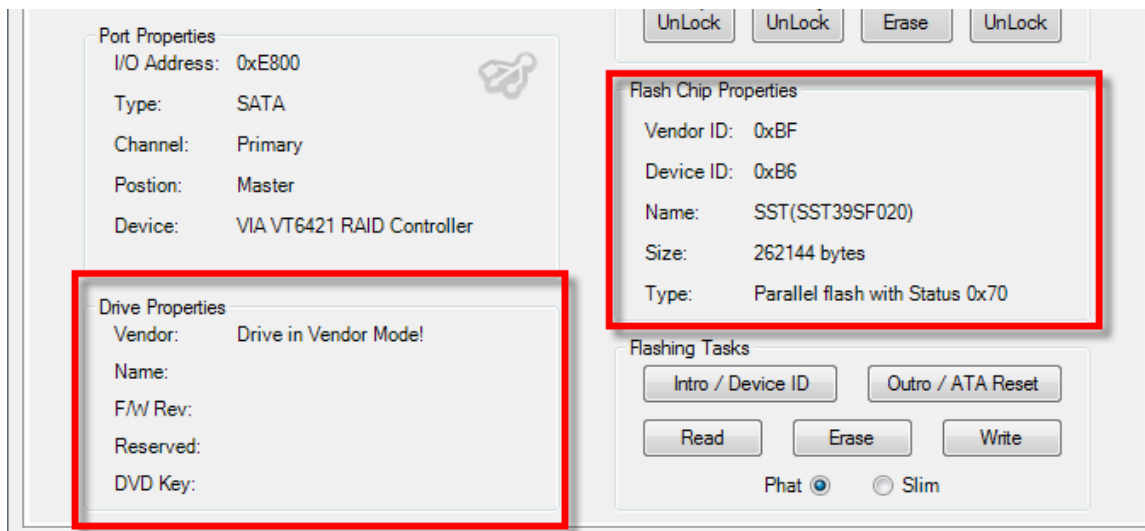 UnLock UnLock Erase UnLock
Port Properties
I/O Address: 0xE800
Type: SATA
Channel: Primary
Postion: Master
Device: VIA VT6421 RAID Controller
Drive Properties
Vendor: Drive in Vendor Mode!
Name:
F/W Rev:
Reserved:
DVD Key:
Flash Chip Properties
Vendor ID: 0xBF
Device ID: 0xB6
Name: SST(SST39SF020)
Size: 262144 bytes
Type: Parallel flash with Status 0x70
Flashing Tasks
Intro / Device ID Outro / ATA Reset
Read Erase Write
Phat Slim